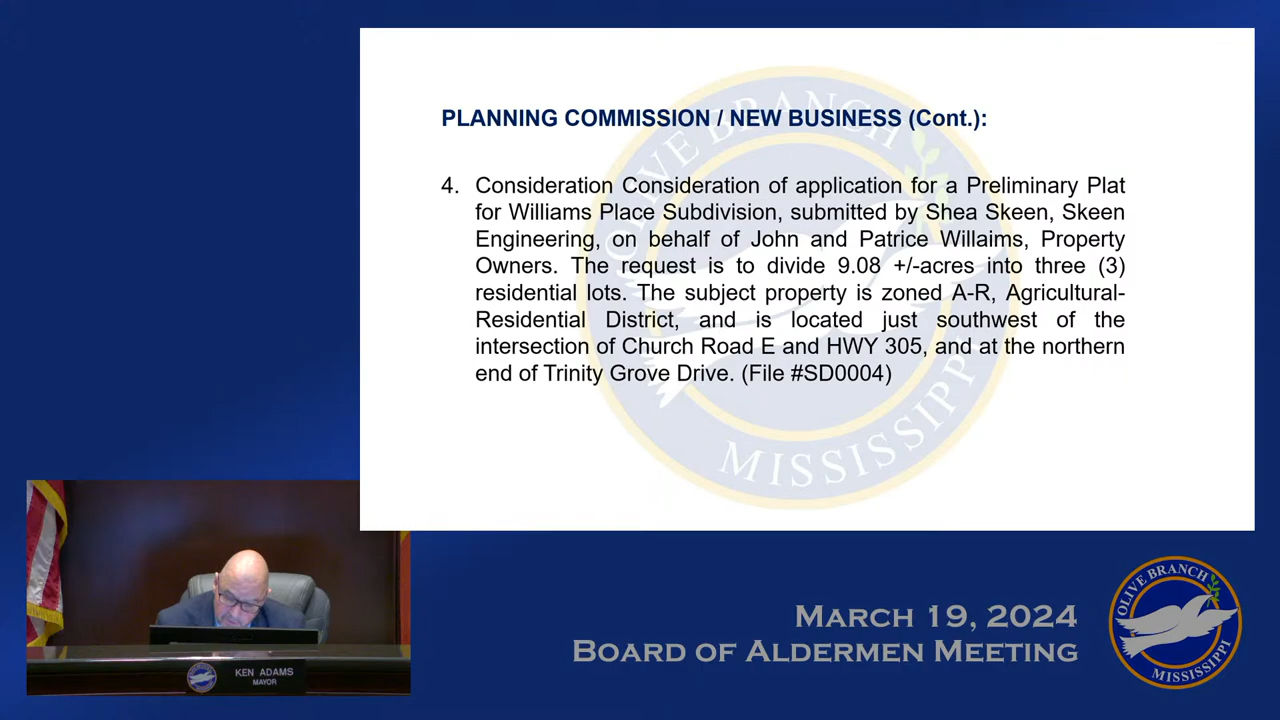 OLIVE BRANCH
MISSISSIPPI
PLANNING COMMISSION / NEW BUSINESS (Cont.):
4. Consideration Consideration of application for a Preliminary Plat
for Williams Place Subdivision, submitted by Shea Skeen, Skeen
Engineering, on behalf of John and Patrice Willaims, Property
Owners. The request is to divide 9.08 +/-acres into three (3)
residential lots. The subject property is zoned A-R, Agricultural-
Residential District, and is located just southwest of the
intersection of Church Road E and HWY 305, and at the northern
end of Trinity Grove Drive. (File #SD0004)
KEN ADAMS
MAYOR
MARCH 19, 2024
BOARD OF ALDERMEN MEETING
OLIVE BRANCH
MISSISSIPPI